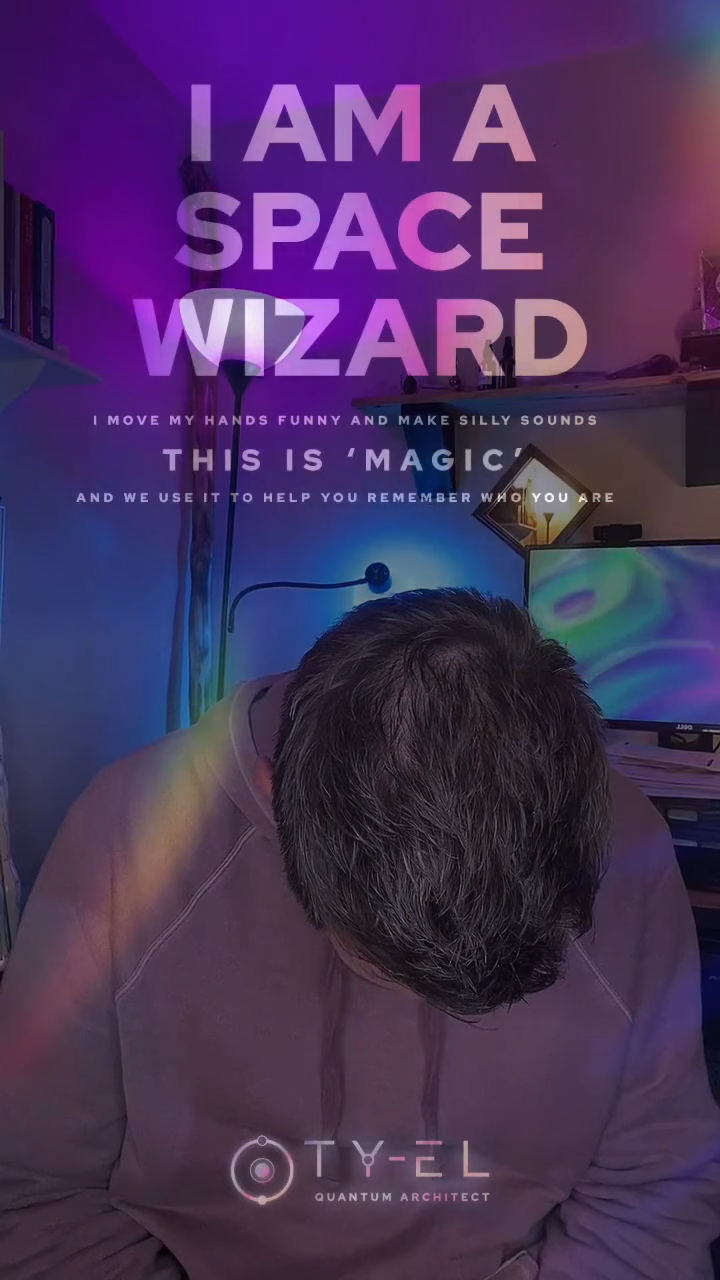 I AM A
SPACE
WIZARD
I MOVE MY HANDS FUNNY AND MAKE SILLY SOUNDS
THIS IS ‘MAGIC’
AND WE USE IT TO HELP YOU REMEMBER WHO YOU ARE
DELL
TY-EL
QUANTUM ARCHITECT